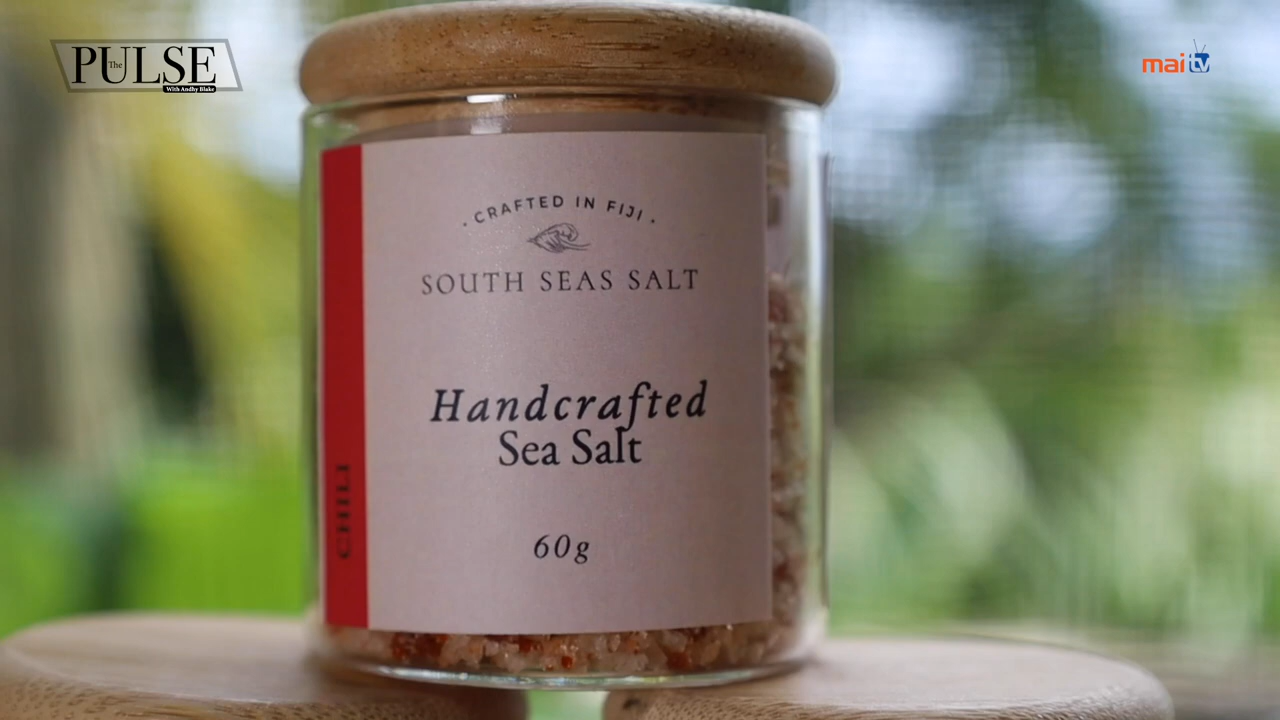 The PULSE
With Andhy Blake
mai tv
· CRAFTED IN FIJI ·
SOUTH SEAS SALT
Handcrafted
Sea Salt
60g
CHILI